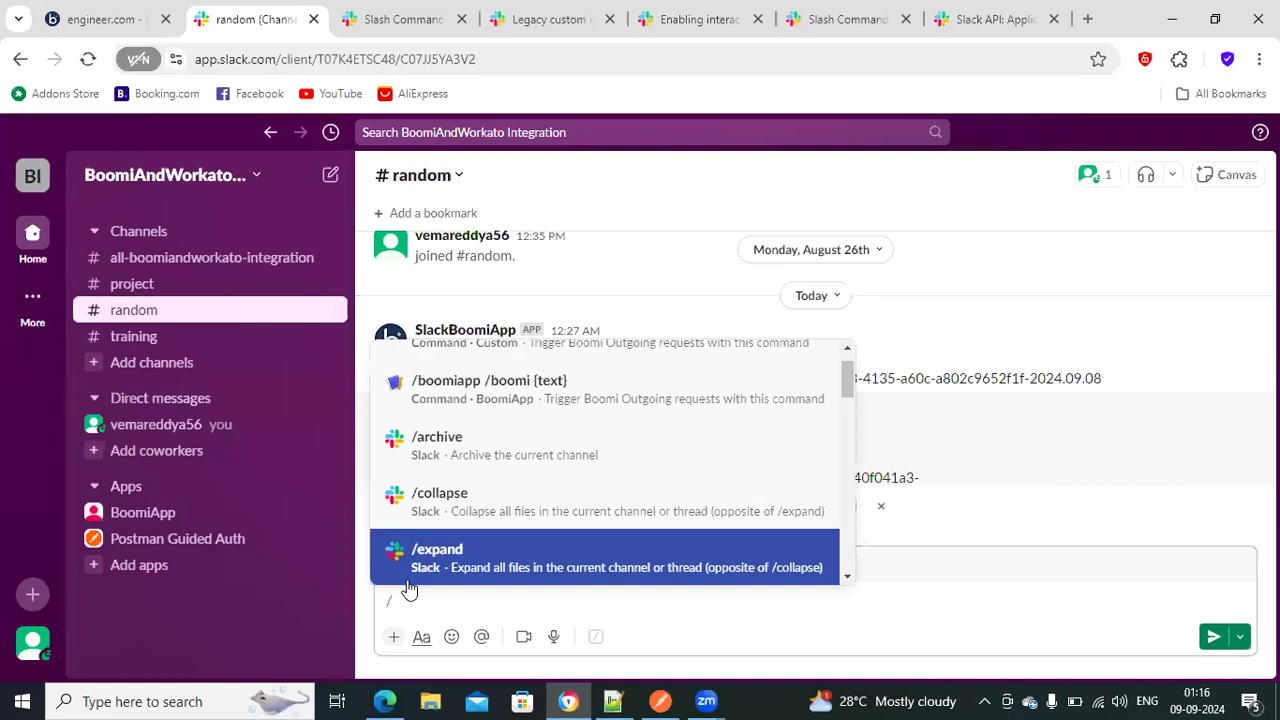 engineer.com -
random (Channe
Slash Command
Legacy custom i
Enabling interac
Slash Command
Slack API: Applic
app.slack.com/client/T07K4ETSC48/C07JJ5YA3V2
Addons Store
Booking.com
Facebook
YouTube
AliExpress
All Bookmarks
Search BoomiAndWorkato Integration
BI
BoomiAndWorkato...
# random
1
Canvas
Add a bookmark
Home
More
Channels
all-boomiandworkato-integration
# project
# random
# training
Add channels
Direct messages
vemareddya56 you
Add coworkers
Apps
BoomiApp
Postman Guided Auth
Add apps
vemareddya56 12:35 PM
joined #random.
Monday, August 26th
Today
SlackBoomiApp APP 12:27 AM
Command · Custom · Trigger Boomi Outgoing requests with this command
/boomiapp /boomi {text}
Command · BoomiApp · Trigger Boomi Outgoing requests with this command
3-4135-a60c-a802c9652f1f-2024.09.08
/archive
Slack · Archive the current channel
40f041a3-
/collapse
Slack · Collapse all files in the current channel or thread (opposite of /expand)
/expand
Slack · Expand all files in the current channel or thread (opposite of /collapse)
/
Aa
Type here to search
zm
28°C Mostly cloudy
ENG
01:16
09-09-2024
5